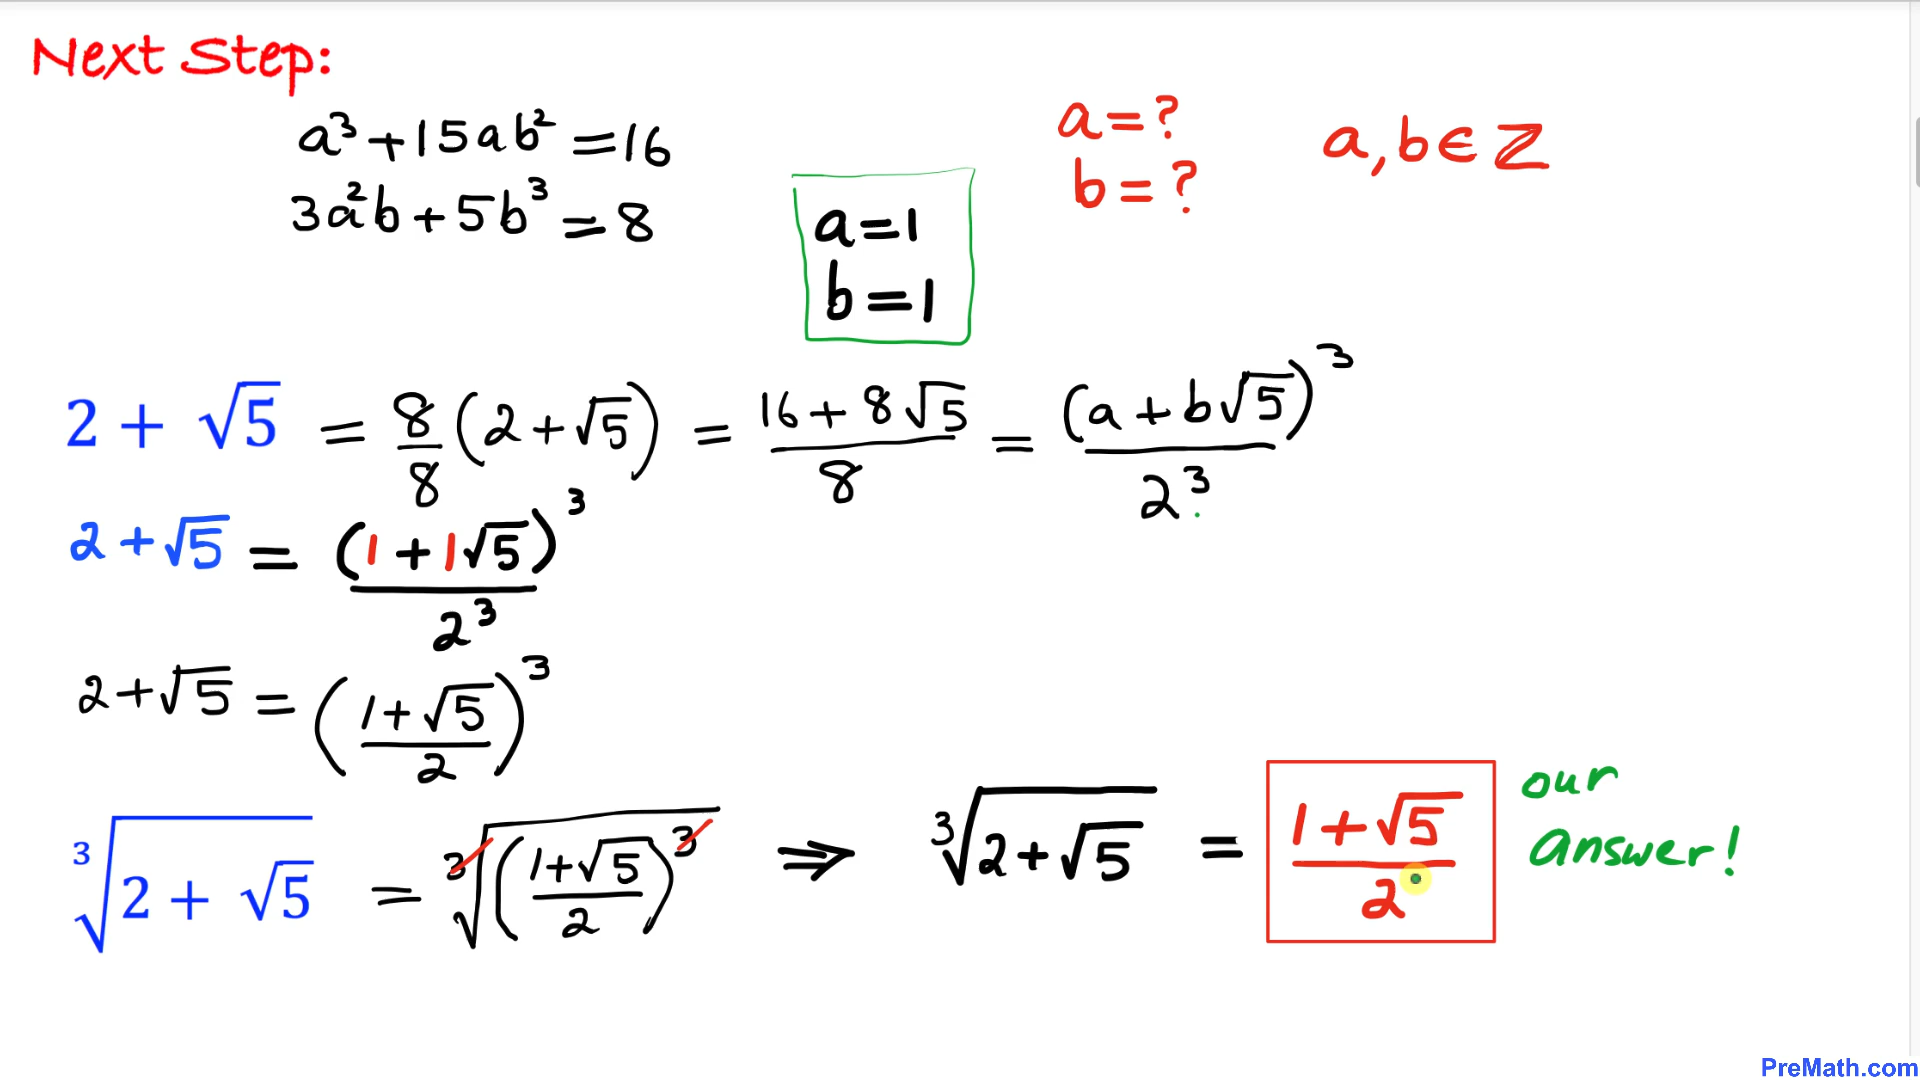 Next Step:
a³ + 15ab² = 16
3a²b + 5b³ = 8
a = 1
b = 1
a = ?
b = ?
a, b ∈ ℤ
2 + √5 = 8/8 (2 + √5) = (16 + 8√5)/8 = (a + b√5)³/2³
2 + √5 = (1 + 1√5)³/2³
2 + √5 = ((1 + √5)/2)³
∛(2 + √5) = ∛(((1 + √5)/2)³) ⇒ ∛(2 + √5) = (1 + √5)/2
our
answer!
PreMath.com